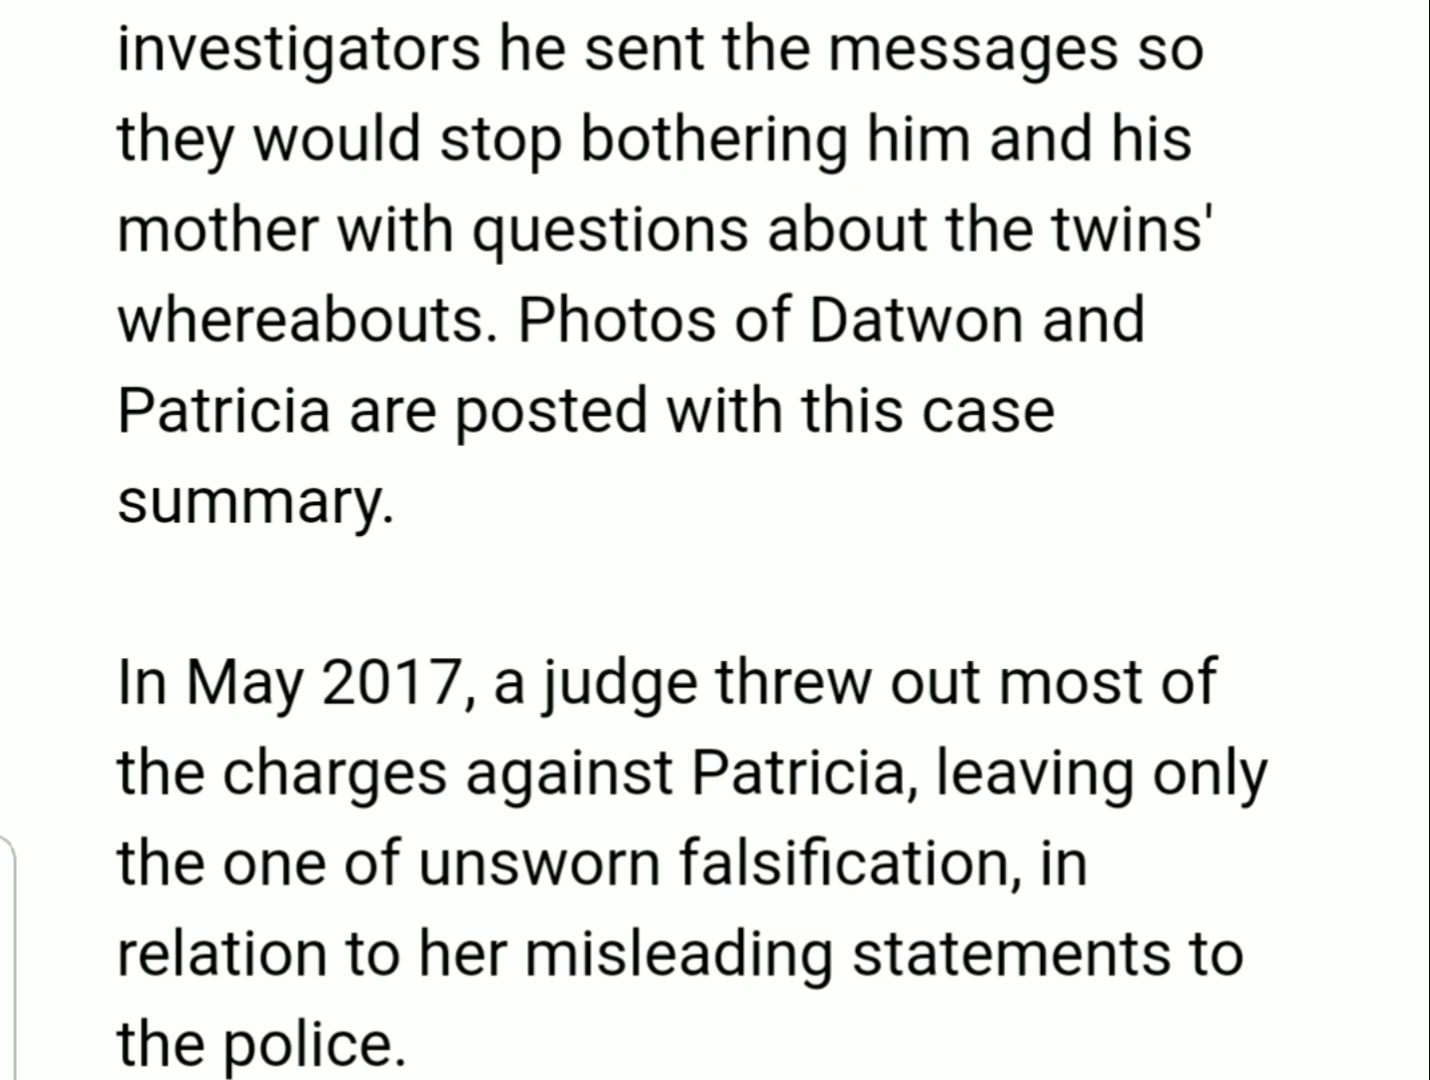 investigators he sent the messages so
they would stop bothering him and his
mother with questions about the twins'
whereabouts. Photos of Datwon and
Patricia are posted with this case
summary.
In May 2017, a judge threw out most of
the charges against Patricia, leaving only
the one of unsworn falsification, in
relation to her misleading statements to
the police.